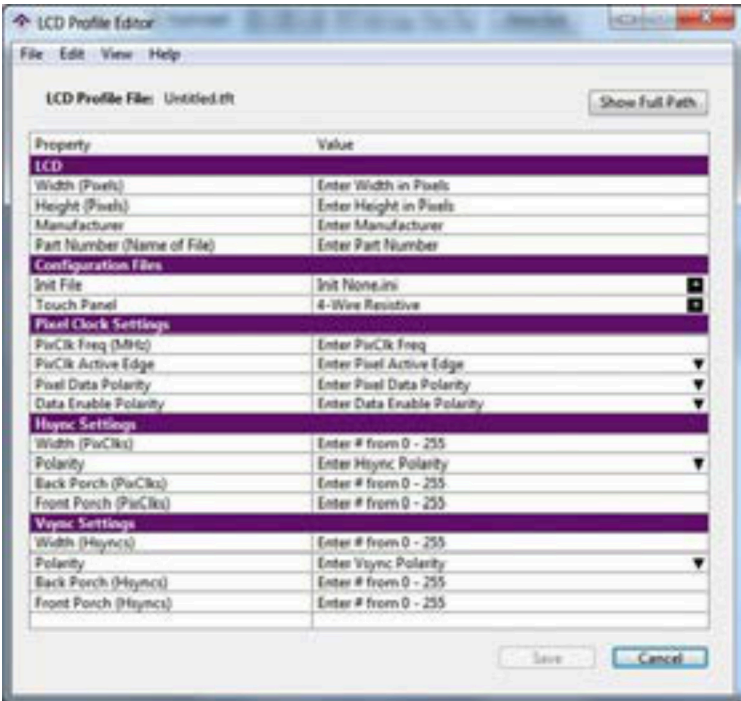 LCD Profile Editor
File Edit View Help
LCD Profile File: Untitled.tft
Show Full Path
Property Value
LCD
Width (Pixels) Enter Width in Pixels
Height (Pixels) Enter Height in Pixels
Manufacturer Enter Manufacturer
Part Number (Name of File) Enter Part Number
Configuration Files
Init File Init None.ini
Touch Panel 4-Wire Resistive
Pixel Clock Settings
PixClk Freq (MHz) Enter PixClk Freq
PixClk Active Edge Enter Pixel Active Edge
Pixel Data Polarity Enter Pixel Data Polarity
Data Enable Polarity Enter Data Enable Polarity
Hsync Settings
Width (PixClks) Enter # from 0 - 255
Polarity Enter Hsync Polarity
Back Porch (PixClks) Enter # from 0 - 255
Front Porch (PixClks) Enter # from 0 - 255
Vsync Settings
Width (Hsyncs) Enter # from 0 - 255
Polarity Enter Vsync Polarity
Back Porch (Hsyncs) Enter # from 0 - 255
Front Porch (Hsyncs) Enter # from 0 - 255
Save Cancel